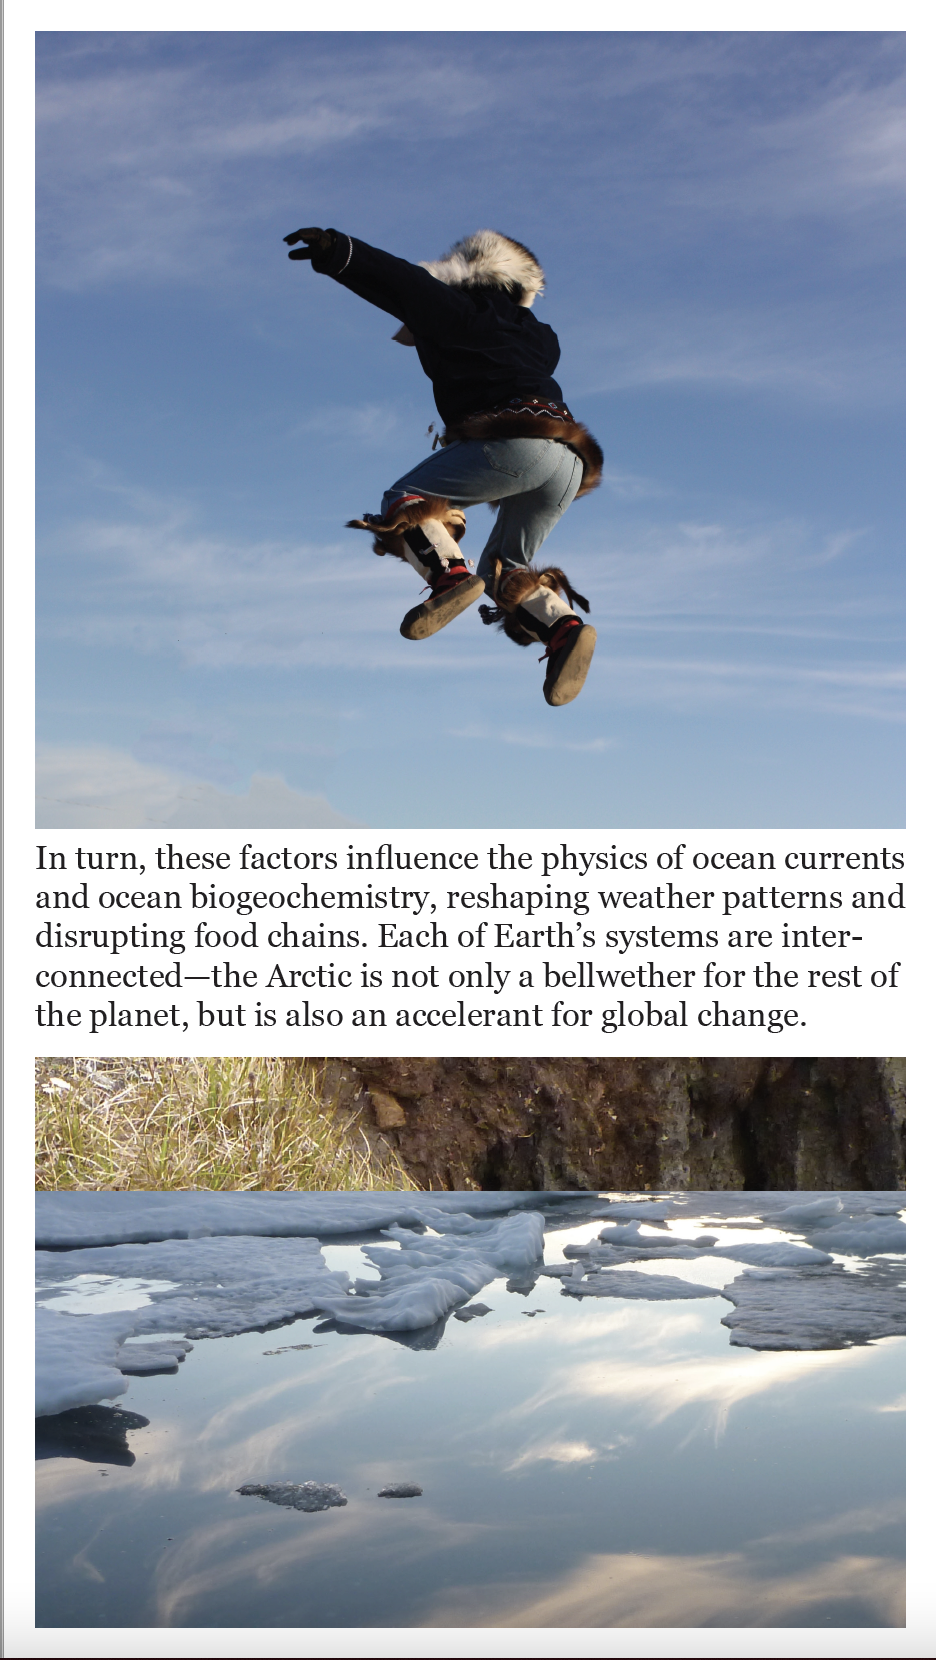 In turn, these factors influence the physics of ocean currents
and ocean biogeochemistry, reshaping weather patterns and
disrupting food chains. Each of Earth’s systems are inter-
connected—the Arctic is not only a bellwether for the rest of
the planet, but is also an accelerant for global change.